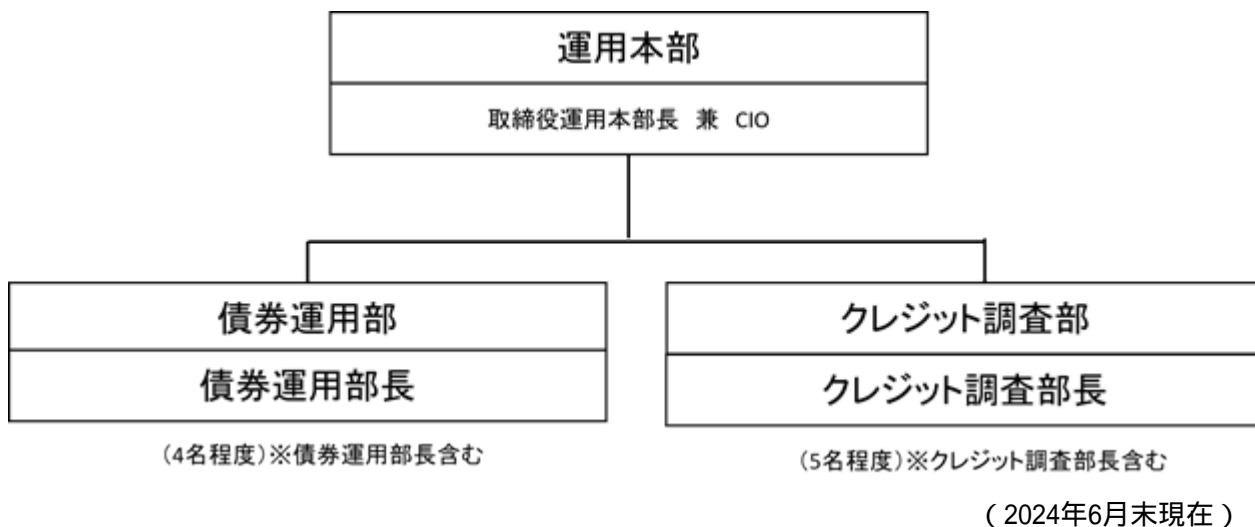 運用本部
取締役運用本部長　兼　CIO
債券運用部
債券運用部長
(4名程度)※債券運用部長含む
クレジット調査部
クレジット調査部長
(5名程度)※クレジット調査部長含む
(2024年6月末現在)